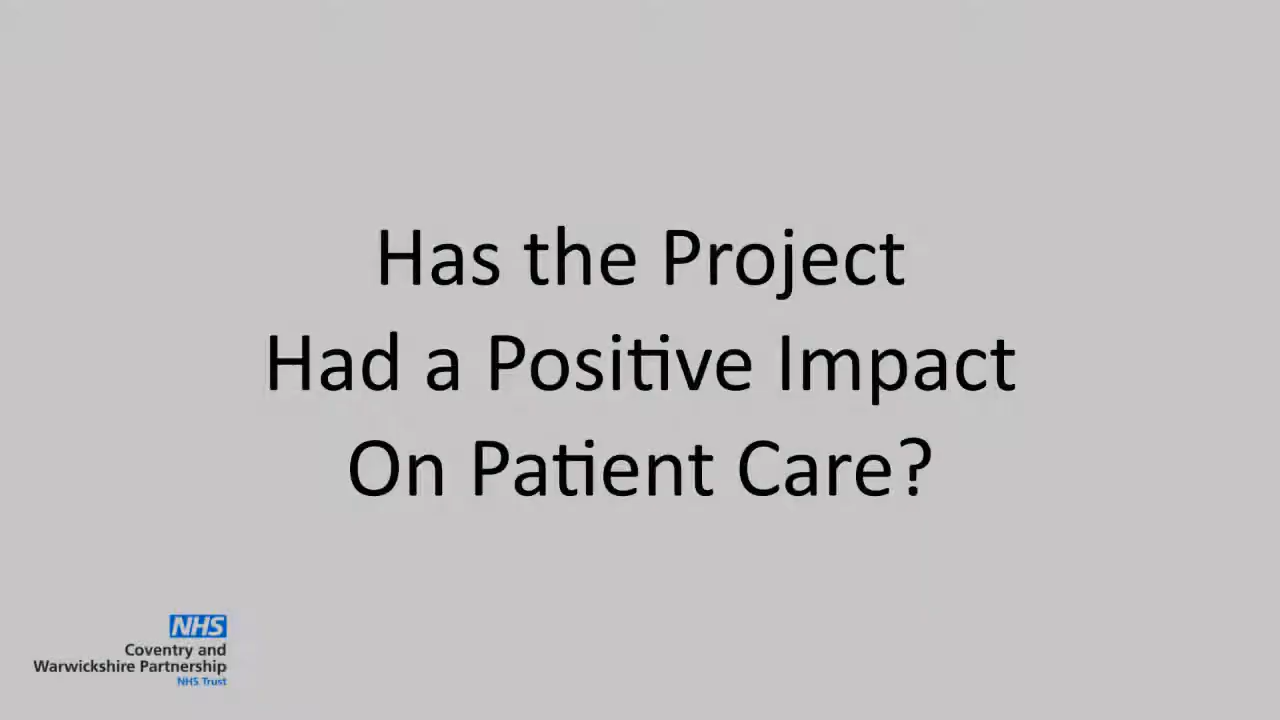 Has the Project
Had a Positive Impact
On Patient Care?
NHS
Coventry and
Warwickshire Partnership
NHS Trust